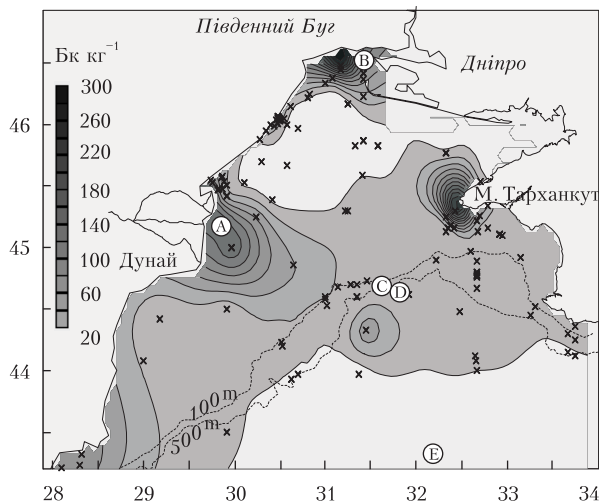 Південний Буг
Бк кг⁻¹
Дніпро
B
300
260
220
180
140
100
60
20
46
45
44
М. Тарханкут
A
Дунай
C
D
100 m
500 m
E
28 29 30 31 32 33 34